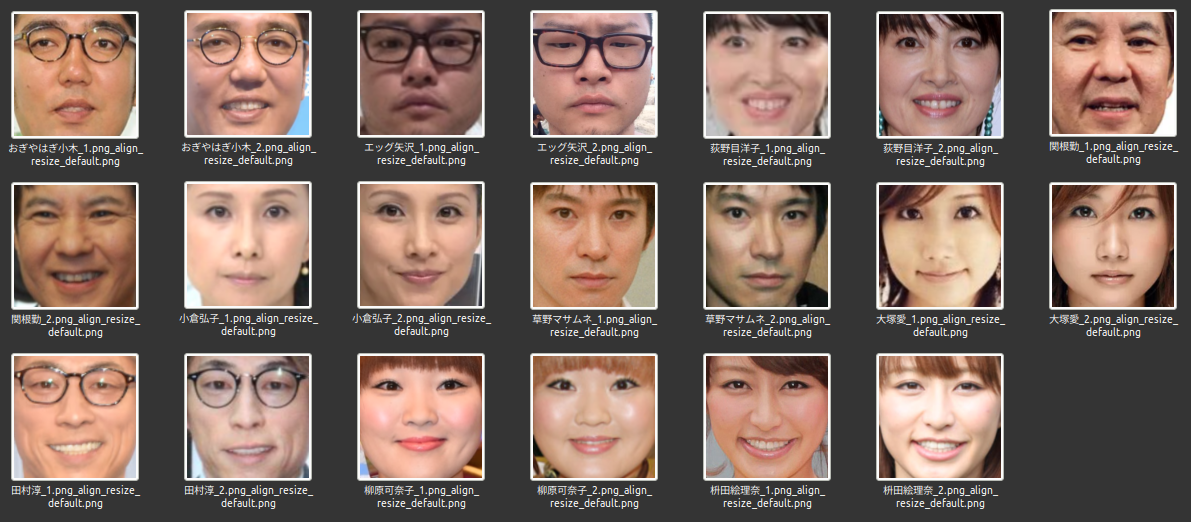 おぎやはぎ小木_1.png_align_
resize_default.png
おぎやはぎ小木_2.png_align_
resize_default.png
エッグ矢沢_1.png_align_
resize_default.png
エッグ矢沢_2.png_align_
resize_default.png
荻野目洋子_1.png_align_
resize_default.png
荻野目洋子_2.png_align_
resize_default.png
関根勤_1.png_align_resize_
default.png
関根勤_2.png_align_resize_
default.png
小倉弘子_1.png_align_resize_
default.png
小倉弘子_2.png_align_resize_
default.png
草野マサムネ_1.png_align_
resize_default.png
草野マサムネ_2.png_align_
resize_default.png
大塚愛_1.png_align_resize_
default.png
大塚愛_2.png_align_resize_
default.png
田村淳_1.png_align_resize_
default.png
田村淳_2.png_align_resize_
default.png
柳原可奈子_1.png_align_
resize_default.png
柳原可奈子_2.png_align_
resize_default.png
枡田絵理奈_1.png_align_
resize_default.png
枡田絵理奈_2.png_align_
resize_default.png